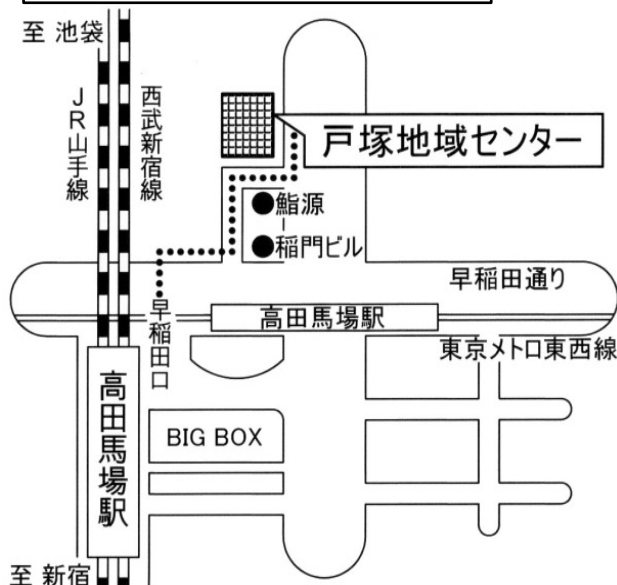 至 池袋
JR山手線
西武新宿線
戸塚地域センター
鮨源
稲門ビル
早稲田通り
早稲田口
高田馬場駅
東京メトロ東西線
高田馬場駅
BIG BOX
至 新宿